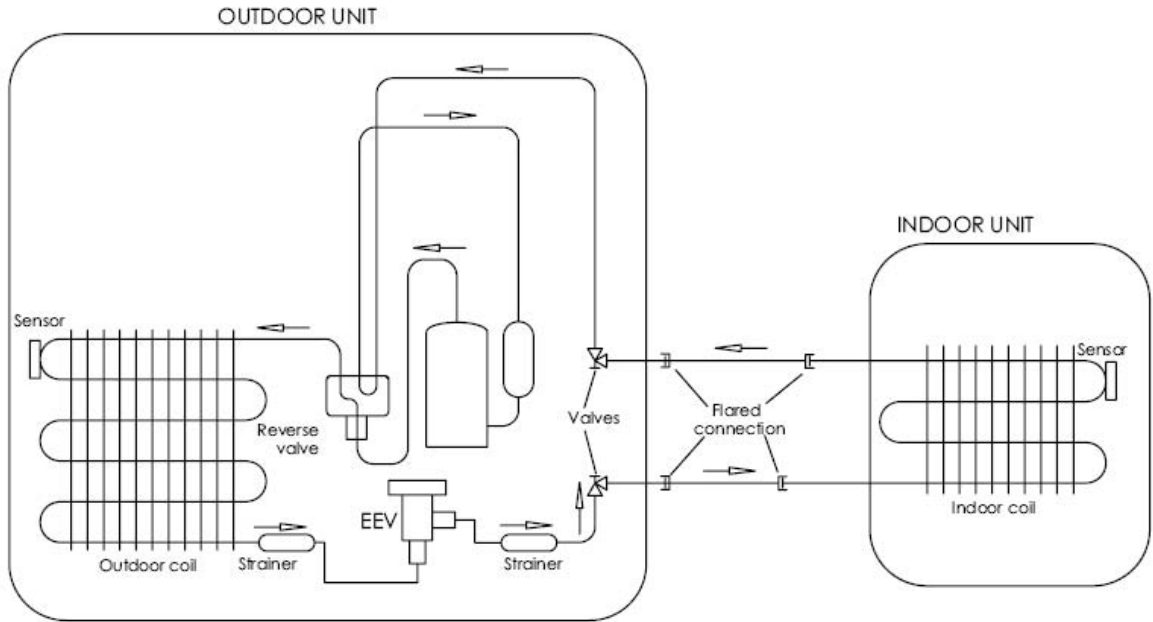 OUTDOOR UNIT
INDOOR UNIT
Sensor
Sensor
Reverse
valve
Valves
Flared
connection
EEV
Outdoor coil
Strainer
Strainer
Indoor coil